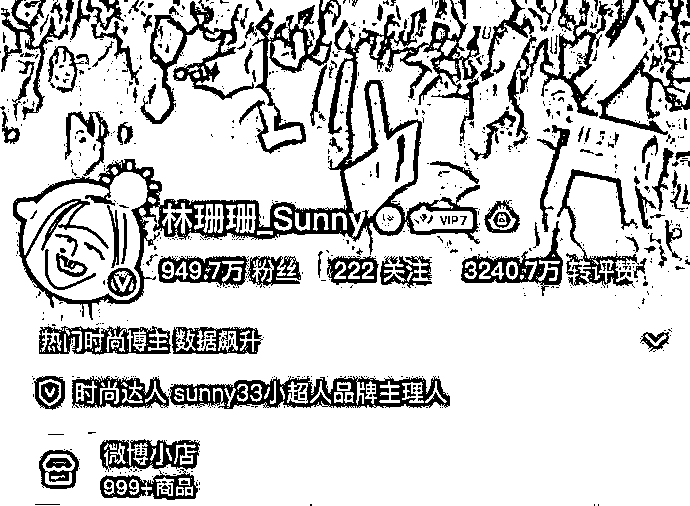 林珊珊_Sunny VIP7
949.7万 粉丝 222 关注 3240.7万 转评赞
热门时尚博主 数据飙升
时尚达人 sunny33小超人品牌主理人
微博小店
999+商品